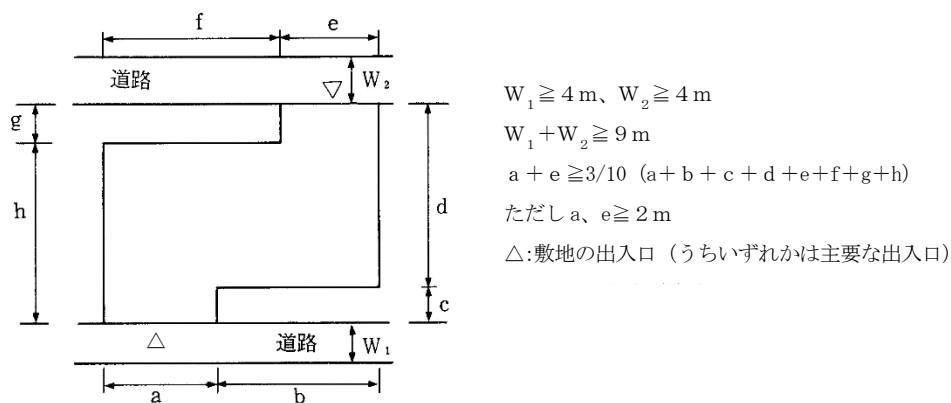 f e
道路 W₂
▽
g
h d
c
△ 道路 W₁
a b
W₁≧4m、W₂≧4m
W₁+W₂≧9m
a+e≧3/10 (a+b+c+d+e+f+g+h)
ただしa、e≧2m
△:敷地の出入口（うちいずれかは主要な出入口）